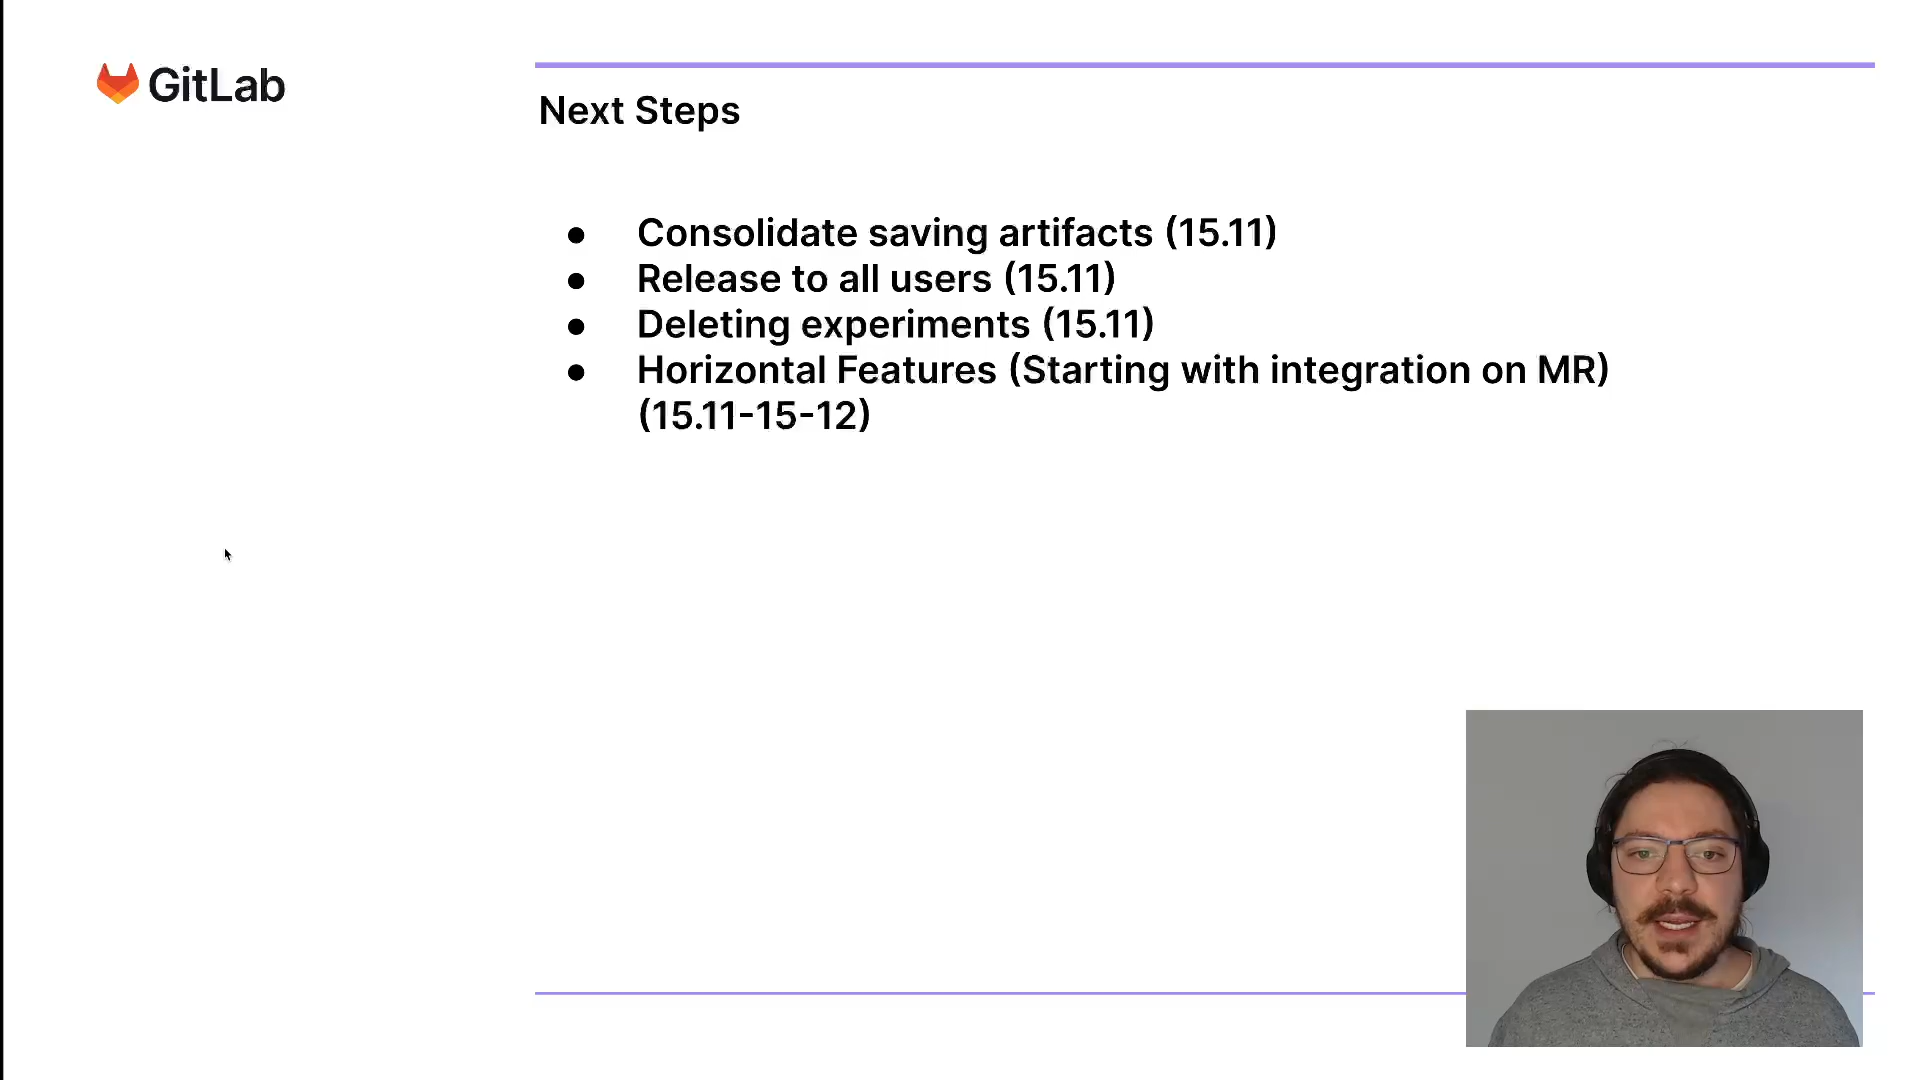 GitLab
Next Steps
● Consolidate saving artifacts (15.11)
● Release to all users (15.11)
● Deleting experiments (15.11)
● Horizontal Features (Starting with integration on MR)
(15.11-15-12)